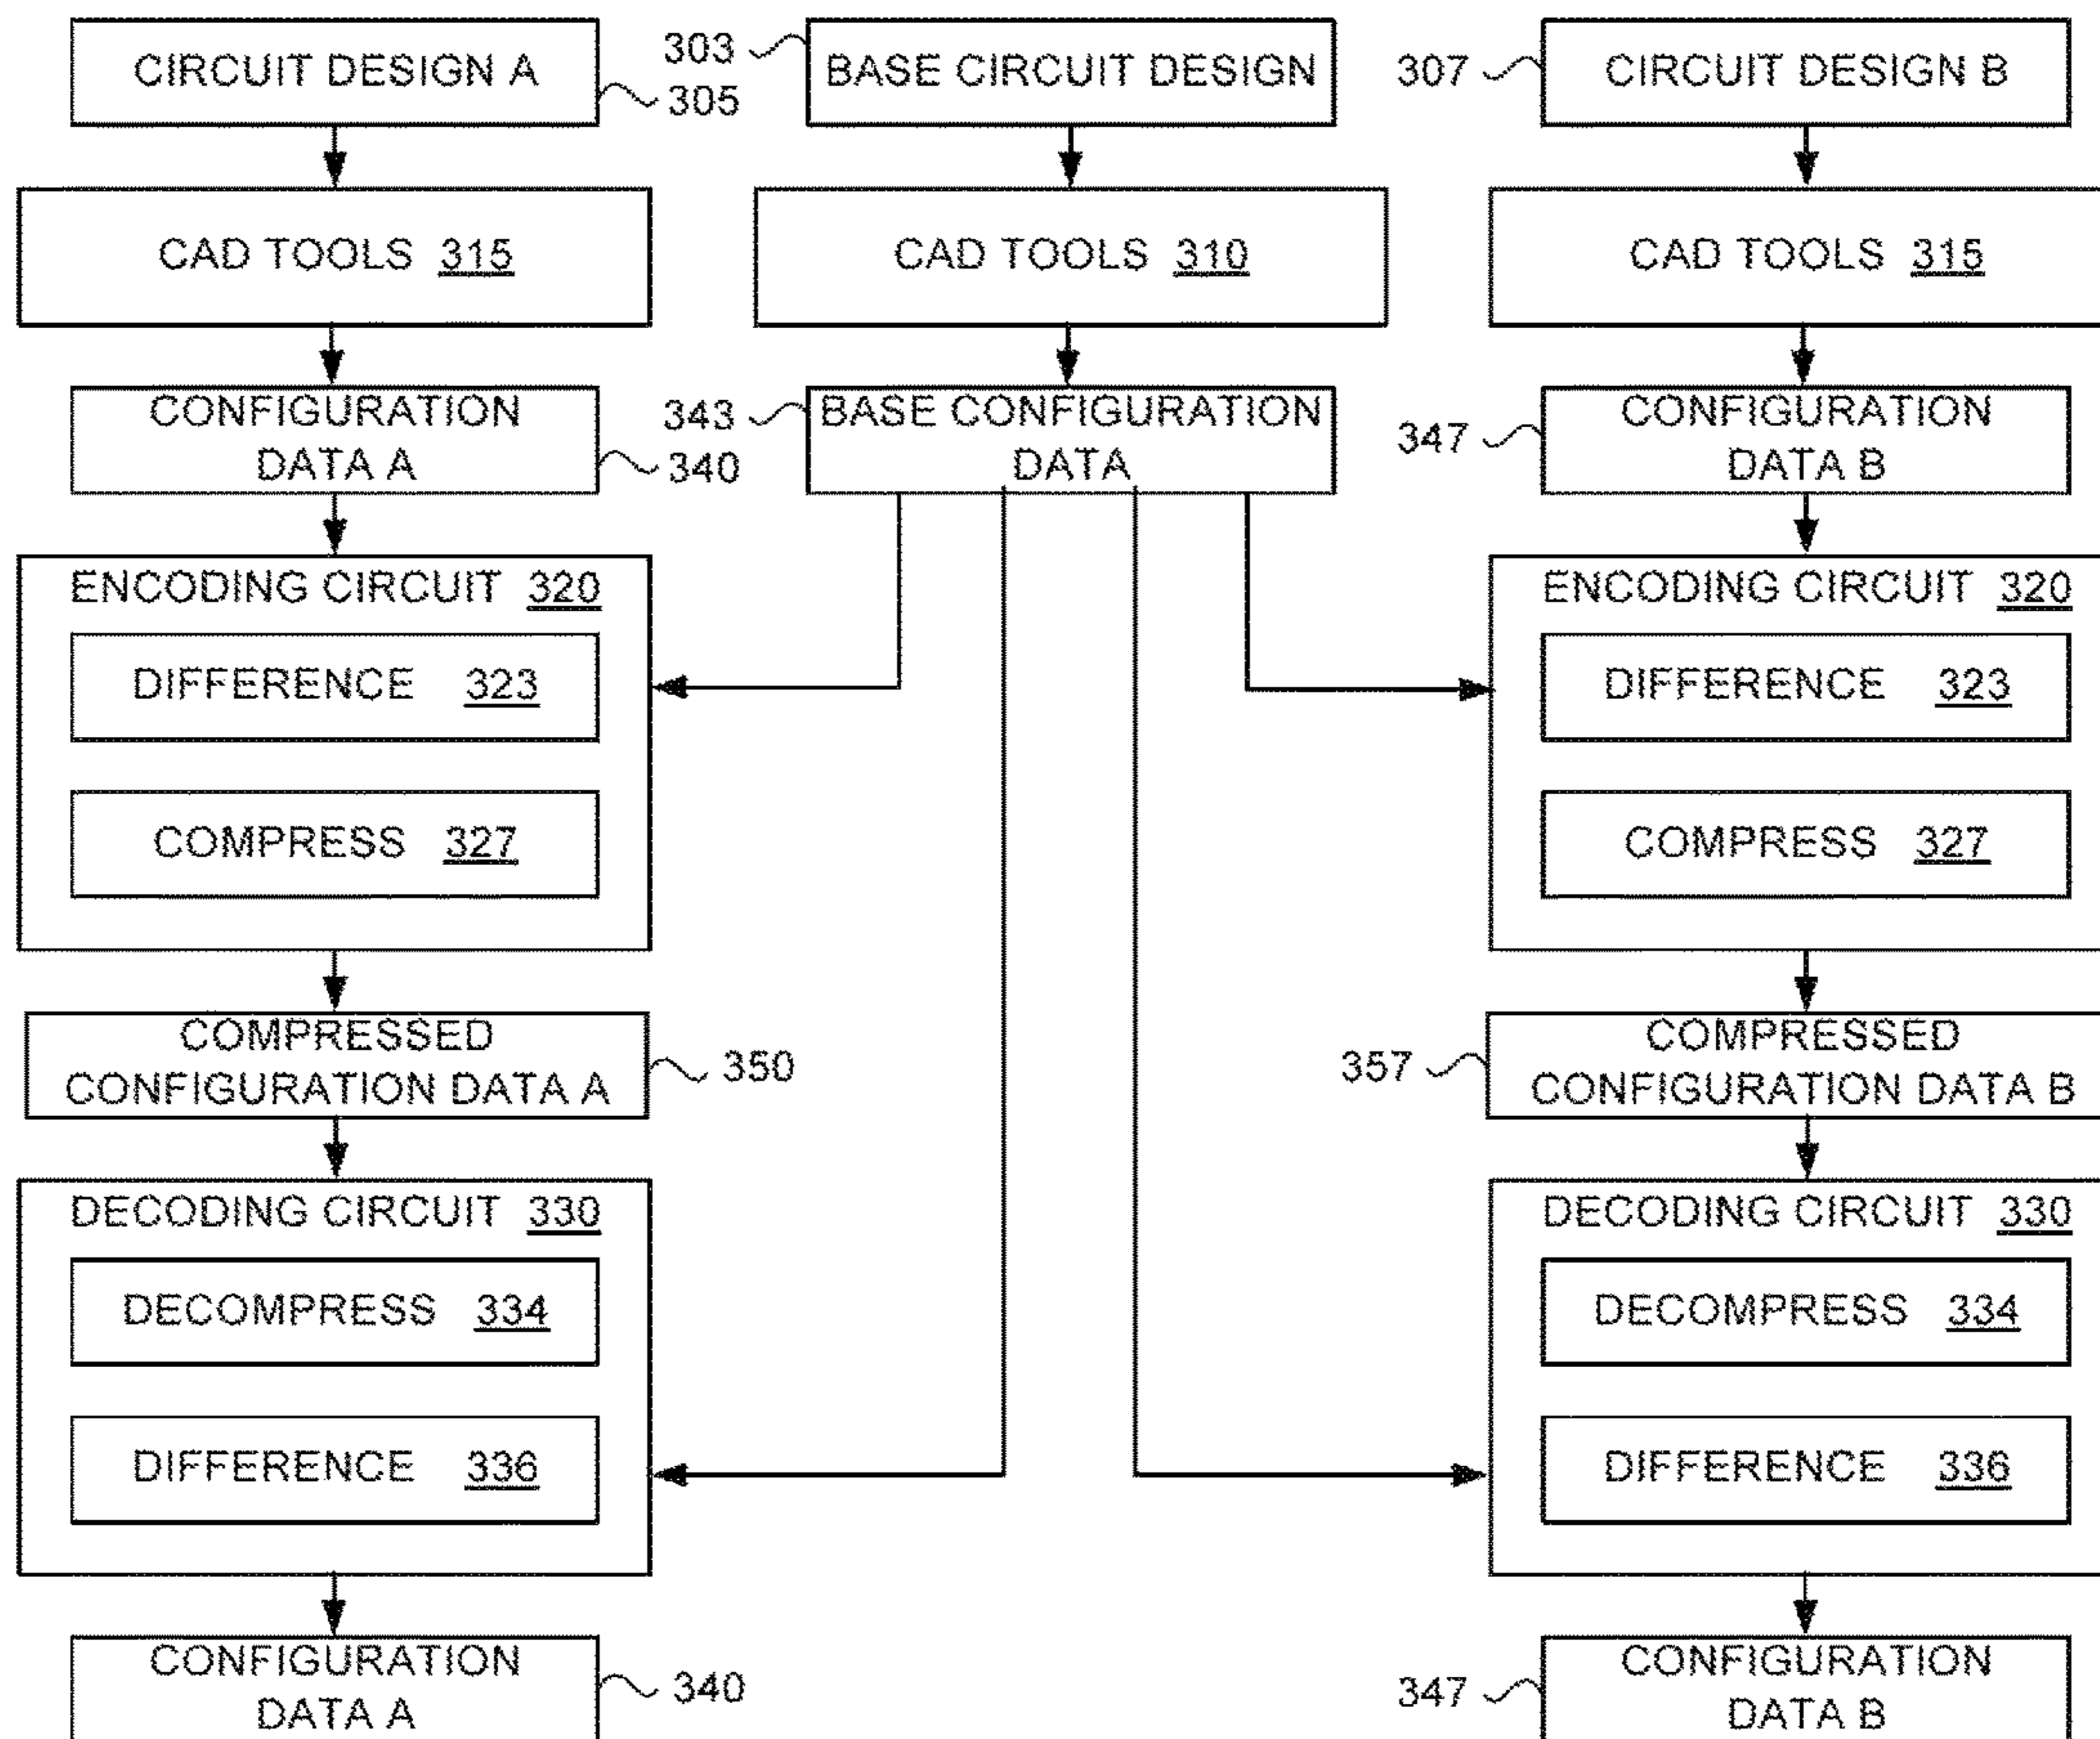 CIRCUIT DESIGN A
305
303
BASE CIRCUIT DESIGN
307
CIRCUIT DESIGN B
CAD TOOLS 315
CAD TOOLS 310
CAD TOOLS 315
CONFIGURATION
DATA A
340
343
BASE CONFIGURATION
DATA
347
CONFIGURATION
DATA B
ENCODING CIRCUIT 320
DIFFERENCE 323
COMPRESS 327
ENCODING CIRCUIT 320
DIFFERENCE 323
COMPRESS 327
COMPRESSED
CONFIGURATION DATA A
350
357
COMPRESSED
CONFIGURATION DATA B
DECODING CIRCUIT 330
DECOMPRESS 334
DIFFERENCE 336
DECODING CIRCUIT 330
DECOMPRESS 334
DIFFERENCE 336
CONFIGURATION
DATA A
340
347
CONFIGURATION
DATA B